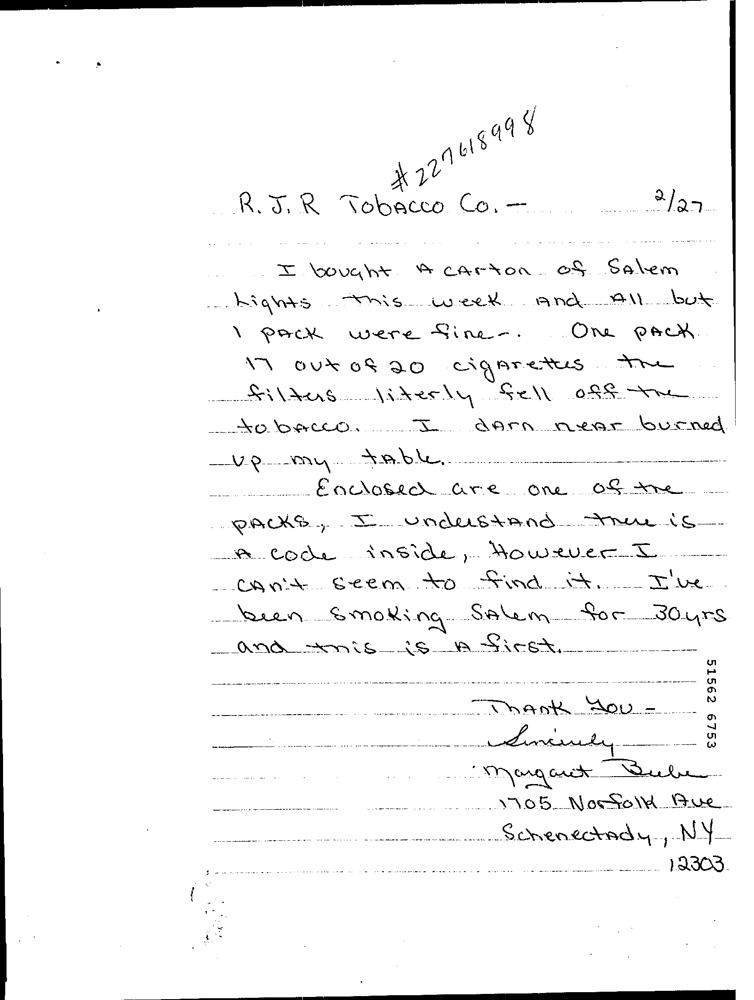 #227618998
R.J.R Tobacco Co. - 2/27
I bought A carton of Salem
Lights this week And All but
1 pack were fine-. One pack
17 out of 20 cigarettes the
filters literly fell off the
tobacco. I darn near burned
up my table.
Enclosed are one of the
packs, I understand there is
A code inside, However I
can't seem to find it. I've
been smoking Salem for 30yrs
and this is A first.
Thank You -
Sincerely
Margaret
1705 Norfolk Ave
Schenectady, NY
12303
51562 6753